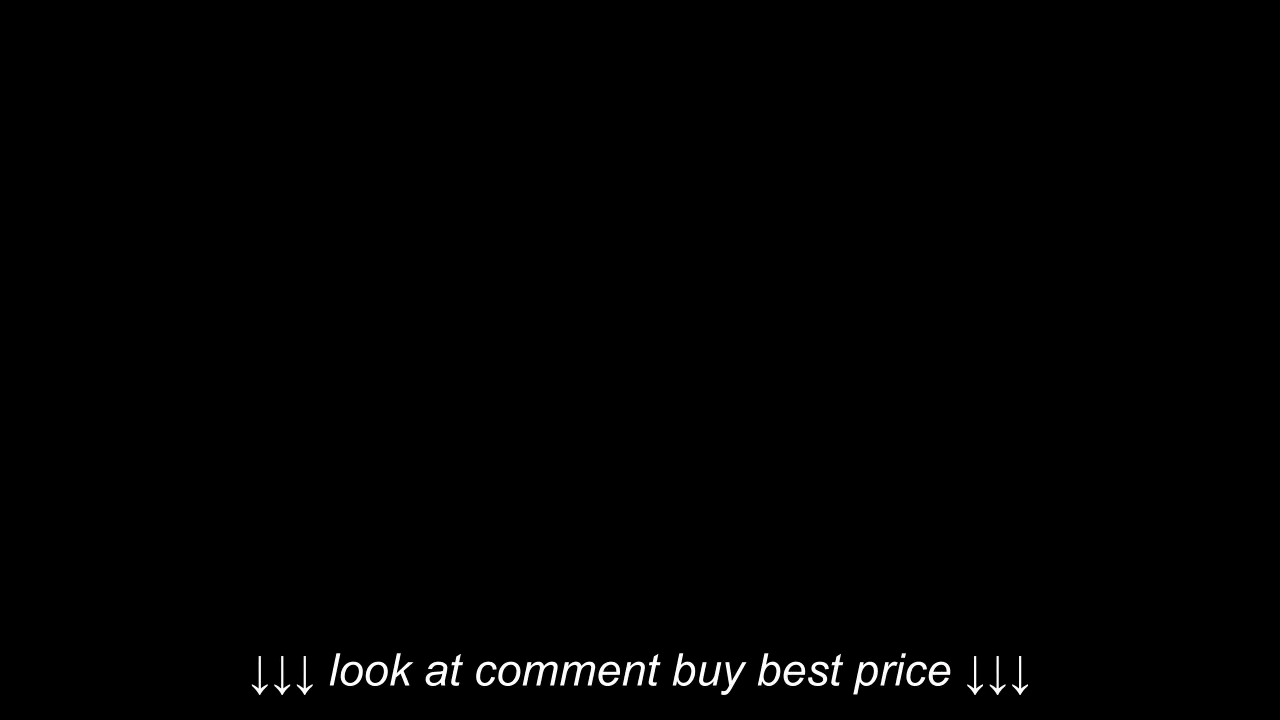 ↓↓↓ look at comment buy best price ↓↓↓